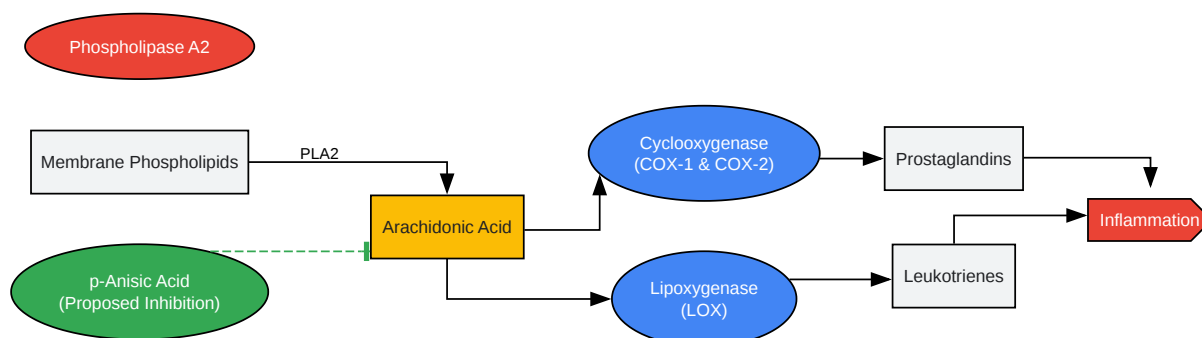 Phospholipase A2
Membrane Phospholipids
PLA2
Arachidonic Acid
p-Anisic Acid
(Proposed Inhibition)
Cyclooxygenase
(COX-1 & COX-2)
Lipoxygenase
(LOX)
Prostaglandins
Leukotrienes
Inflammation